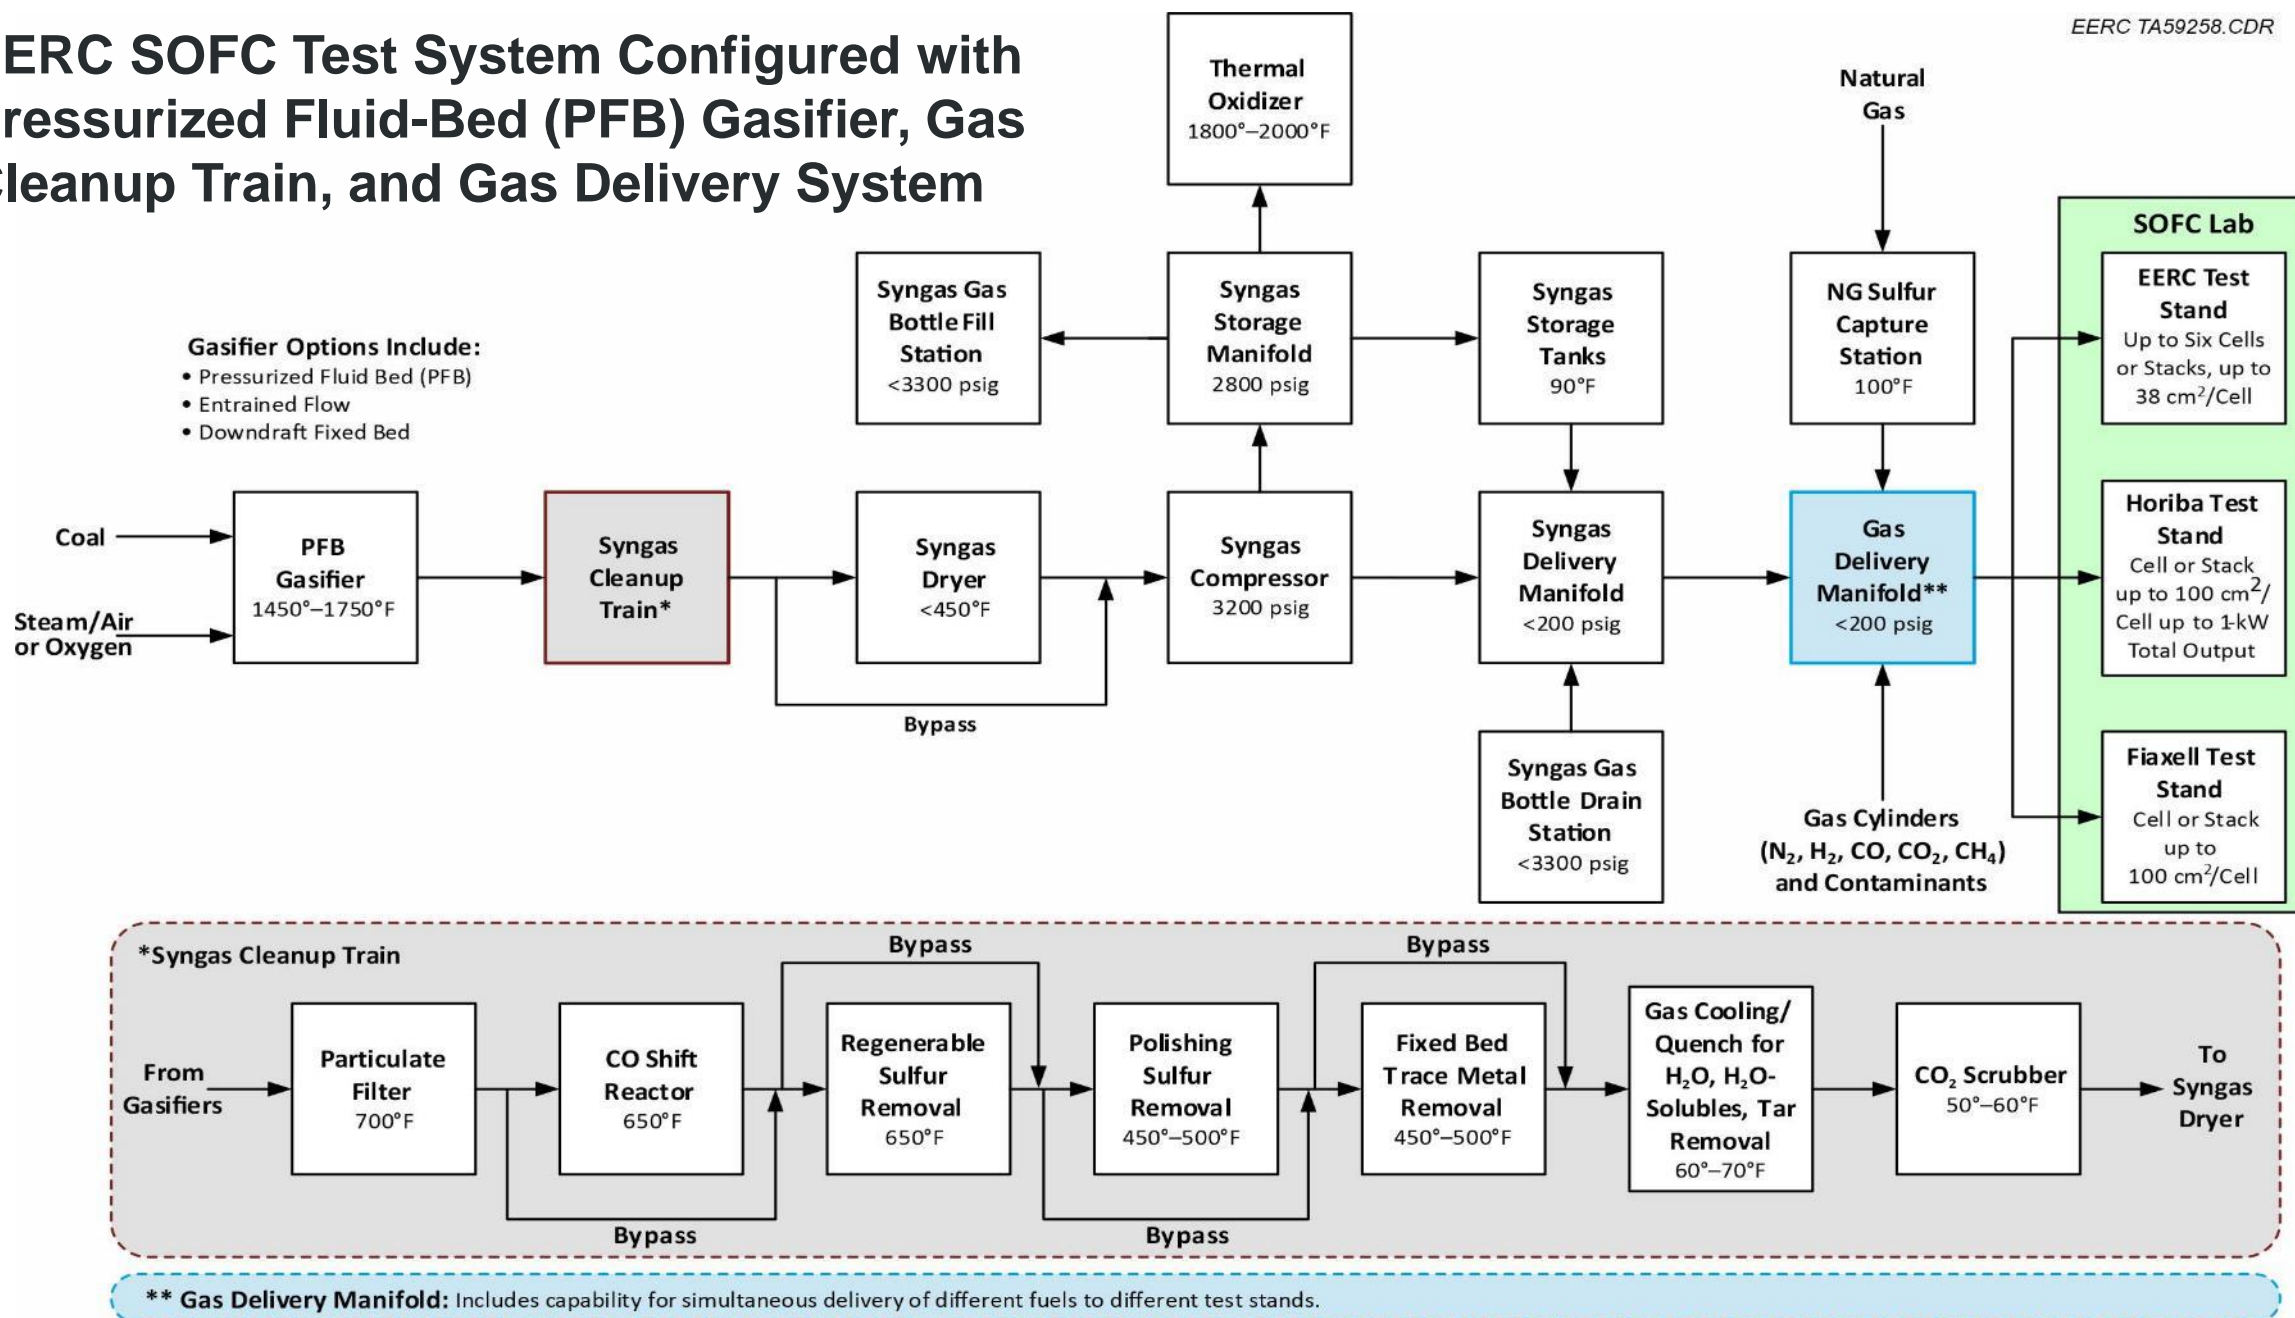 ERC SOFC Test System Configured with
ressurized Fluid-Bed (PFB) Gasifier, Gas
Cleanup Train, and Gas Delivery System
EERC TA59258.CDR
Thermal
Oxidizer
1800°–2000°F
Natural
Gas
SOFC Lab
Gasifier Options Include:
• Pressurized Fluid Bed (PFB)
• Entrained Flow
• Downdraft Fixed Bed
Syngas Gas
Bottle Fill
Station
<3300 psig
Syngas
Storage
Manifold
2800 psig
Syngas
Storage
Tanks
90°F
NG Sulfur
Capture
Station
100°F
EERC Test
Stand
Up to Six Cells
or Stacks, up to
38 cm²/Cell
Coal
Steam/Air
or Oxygen
PFB
Gasifier
1450°–1750°F
Syngas
Cleanup
Train*
Syngas
Dryer
<450°F
Bypass
Syngas
Compressor
3200 psig
Syngas
Delivery
Manifold
<200 psig
Gas
Delivery
Manifold**
<200 psig
Horiba Test
Stand
Cell or Stack
up to 100 cm²/
Cell up to 1-kW
Total Output
Syngas Gas
Bottle Drain
Station
<3300 psig
Gas Cylinders
(N₂, H₂, CO, CO₂, CH₄)
and Contaminants
Fiaxell Test
Stand
Cell or Stack
up to
100 cm²/Cell
*Syngas Cleanup Train
Bypass
Bypass
From
Gasifiers
Particulate
Filter
700°F
CO Shift
Reactor
650°F
Regenerable
Sulfur
Removal
650°F
Polishing
Sulfur
Removal
450°–500°F
Fixed Bed
Trace Metal
Removal
450°–500°F
Gas Cooling/
Quench for
H₂O, H₂O-
Solubles, Tar
Removal
60°–70°F
CO₂ Scrubber
50°–60°F
To
Syngas
Dryer
Bypass
Bypass
** Gas Delivery Manifold: Includes capability for simultaneous delivery of different fuels to different test stands.